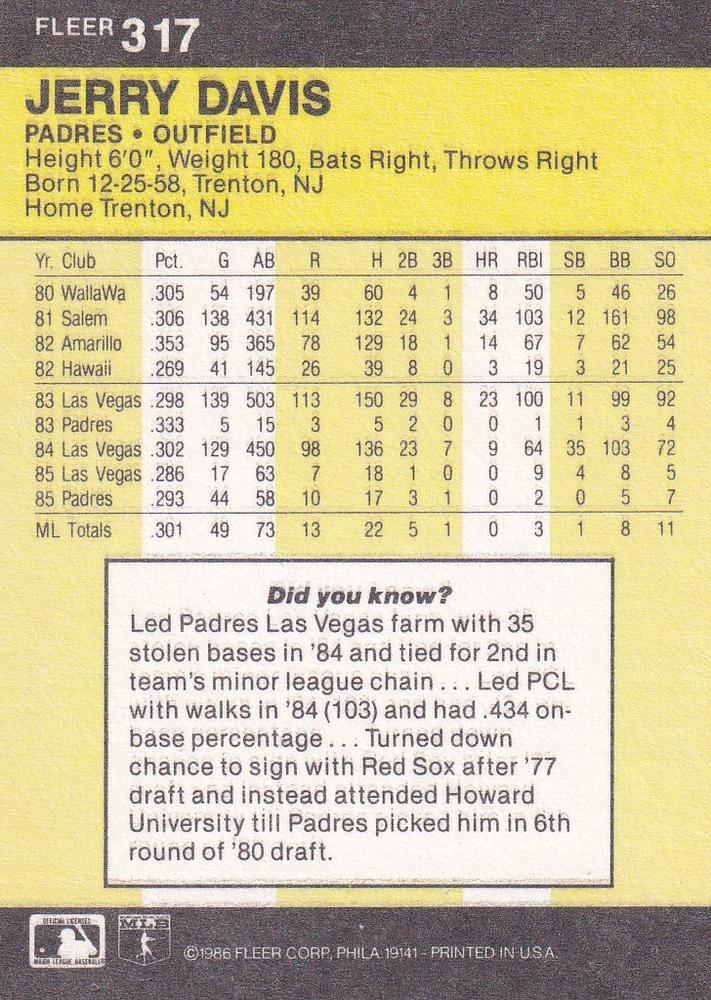 FLEER 317
JERRY DAVIS
PADRES • OUTFIELD
Height 6'0", Weight 180, Bats Right, Throws Right
Born 12-25-58, Trenton, NJ
Home Trenton, NJ
Yr. Club Pct. G AB R H 2B 3B HR RBI SB BB SO
80 WallaWa .305 54 197 39 60 4 1 8 50 5 46 26
81 Salem .306 138 431 114 132 24 3 34 103 12 161 98
82 Amarillo .353 95 365 78 129 18 1 14 67 7 62 54
82 Hawaii .269 41 145 26 39 8 0 3 19 3 21 25
83 Las Vegas .298 139 503 113 150 29 8 23 100 11 99 92
83 Padres .333 5 15 3 5 2 0 0 1 1 3 4
84 Las Vegas .302 129 450 98 136 23 7 9 64 35 103 72
85 Las Vegas .286 17 63 7 18 1 0 0 9 4 8 5
85 Padres .293 44 58 10 17 3 1 0 2 0 5 7
ML Totals .301 49 73 13 22 5 1 0 3 1 8 11
Did you know?
Led Padres Las Vegas farm with 35
stolen bases in '84 and tied for 2nd in
team's minor league chain . . . Led PCL
with walks in '84 (103) and had .434 on-
base percentage . . . Turned down
chance to sign with Red Sox after '77
draft and instead attended Howard
University till Padres picked him in 6th
round of '80 draft.
OFFICIAL LICENSEE
MAJOR LEAGUE BASEBALL
©1986 FLEER CORP., PHILA. 19141 - PRINTED IN U.S.A.